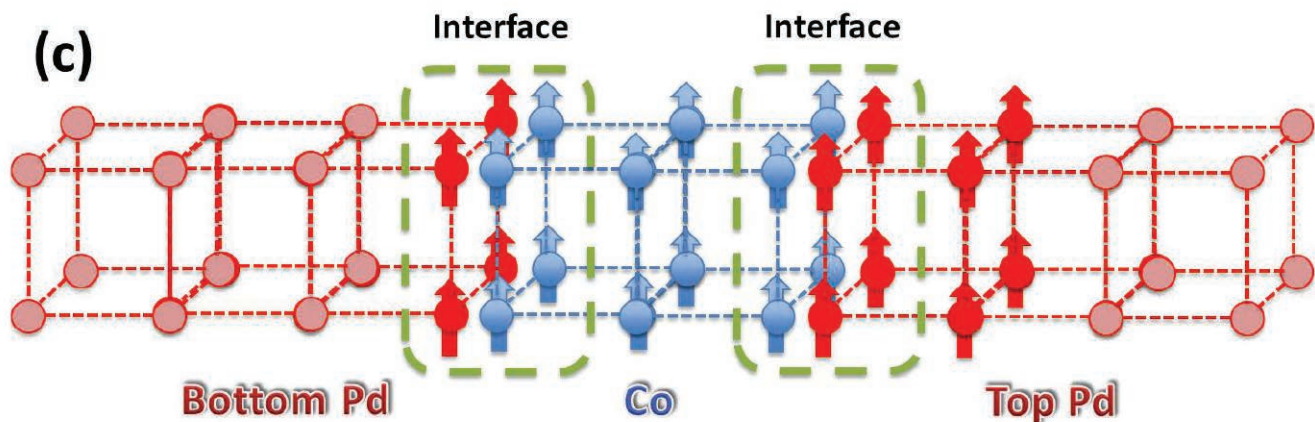 (c)
Interface
Interface
Bottom Pd
Co
Top Pd